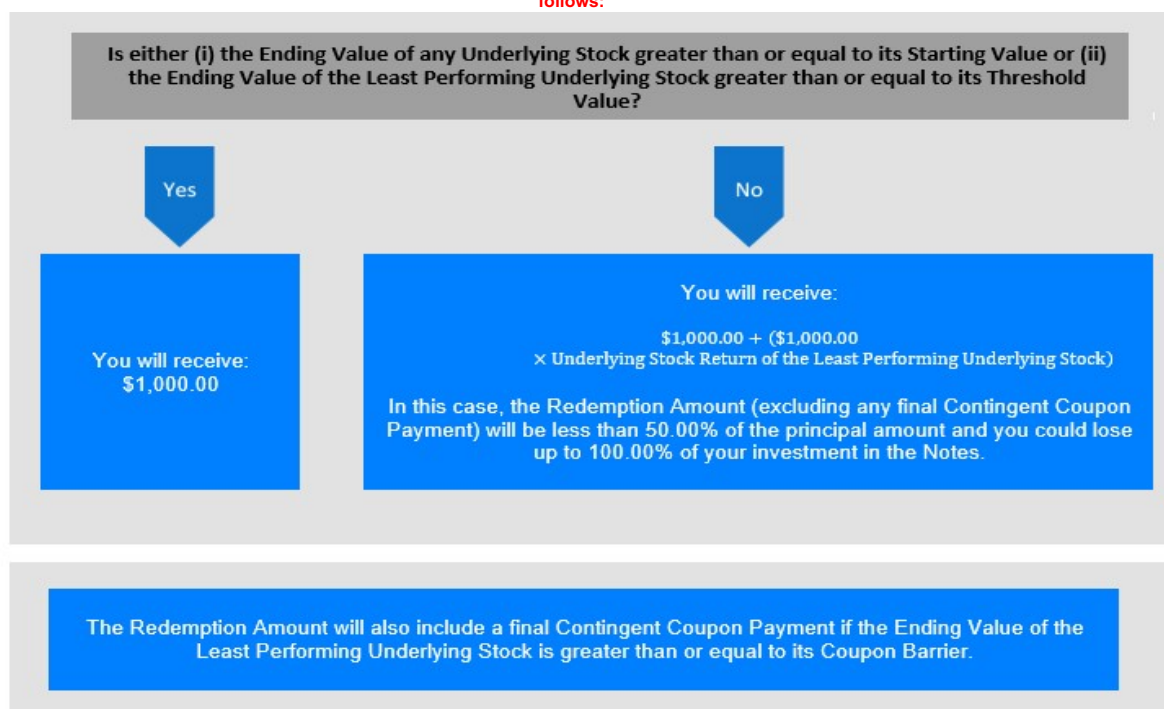 follows:
Is either (i) the Ending Value of any Underlying Stock greater than or equal to its Starting Value or (ii)
the Ending Value of the Least Performing Underlying Stock greater than or equal to its Threshold
Value?
Yes
No
You will receive:
$1,000.00
You will receive:
$1,000.00 + ($1,000.00
× Underlying Stock Return of the Least Performing Underlying Stock)
In this case, the Redemption Amount (excluding any final Contingent Coupon
Payment) will be less than 50.00% of the principal amount and you could lose
up to 100.00% of your investment in the Notes.
The Redemption Amount will also include a final Contingent Coupon Payment if the Ending Value of the
Least Performing Underlying Stock is greater than or equal to its Coupon Barrier.